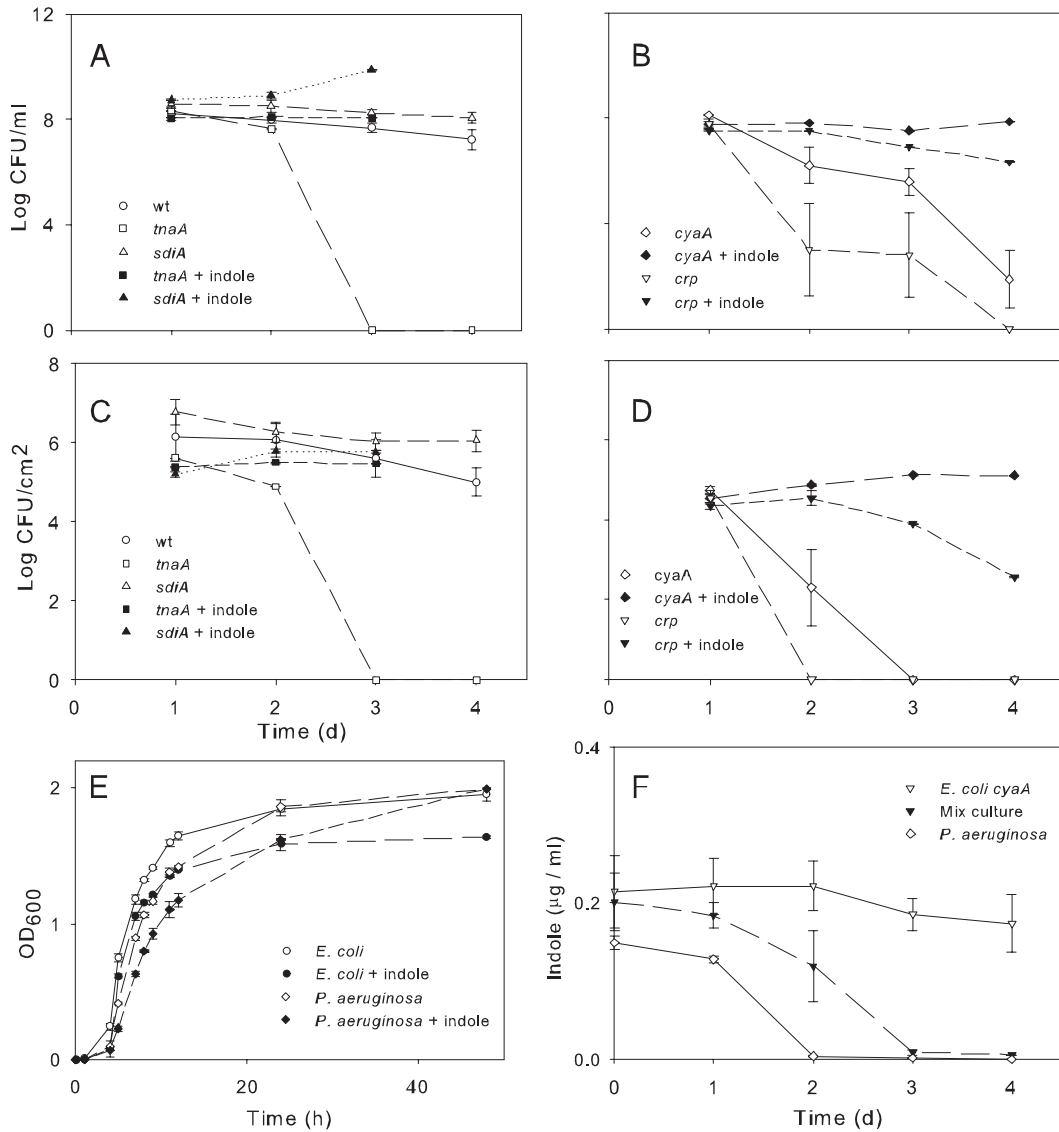 A
12
8
4
0
Log CFU/ml
wt
tnaA
sdiA
tnaA + indole
sdiA + indole
B
cyaA
cyaA + indole
crp
crp + indole
C
8
6
4
2
0
Log CFU/cm2
wt
tnaA
sdiA
tnaA + indole
sdiA + indole
0 1 2 3 4
Time (d)
D
cyaA
cyaA + indole
crp
crp + indole
0 1 2 3 4
E
2
1
0
OD600
E. coli
E. coli + indole
P. aeruginosa
P. aeruginosa + indole
0 20 40
Time (h)
F
0.4
0.2
0.0
Indole (μg / ml)
E. coli cyaA
Mix culture
P. aeruginosa
0 1 2 3 4
Time (d)